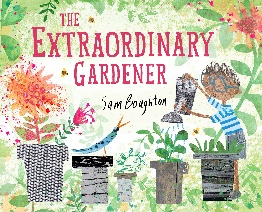 THE
EXTRAORDINARY
GARDENER
Sam Boughton